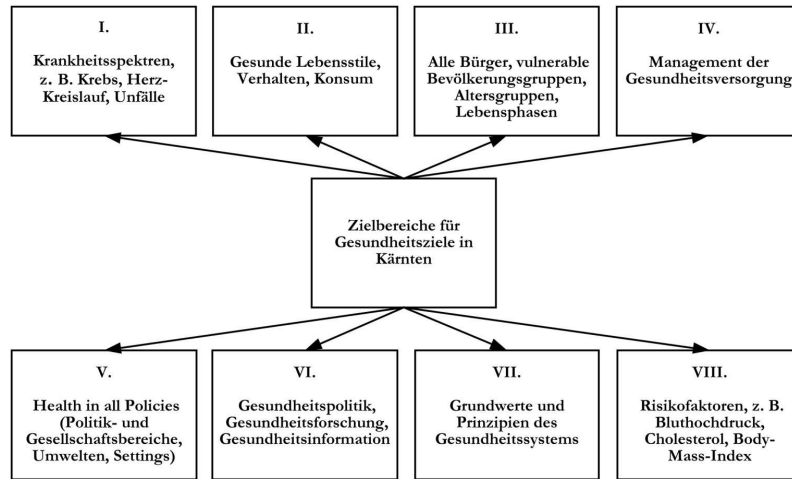 I.
Krankheitsspektren,
z. B. Krebs, Herz-
Kreislauf, Unfälle
II.
Gesunde Lebensstile,
Verhalten, Konsum
III.
Alle Bürger, vulnerable
Bevölkerungsgruppen,
Altersgruppen,
Lebensphasen
IV.
Management der
Gesundheitsversorgung
Zielbereiche für
Gesundheitsziele in
Kärnten
V.
Health in all Policies
(Politik- und
Gesellschaftsbereiche,
Umwelten, Settings)
VI.
Gesundheitspolitik,
Gesundheitsforschung,
Gesundheitsinformation
VII.
Grundwerte und
Prinzipien des
Gesundheitssystems
VIII.
Risikofaktoren, z. B.
Bluthochdruck,
Cholesterol, Body-
Mass-Index